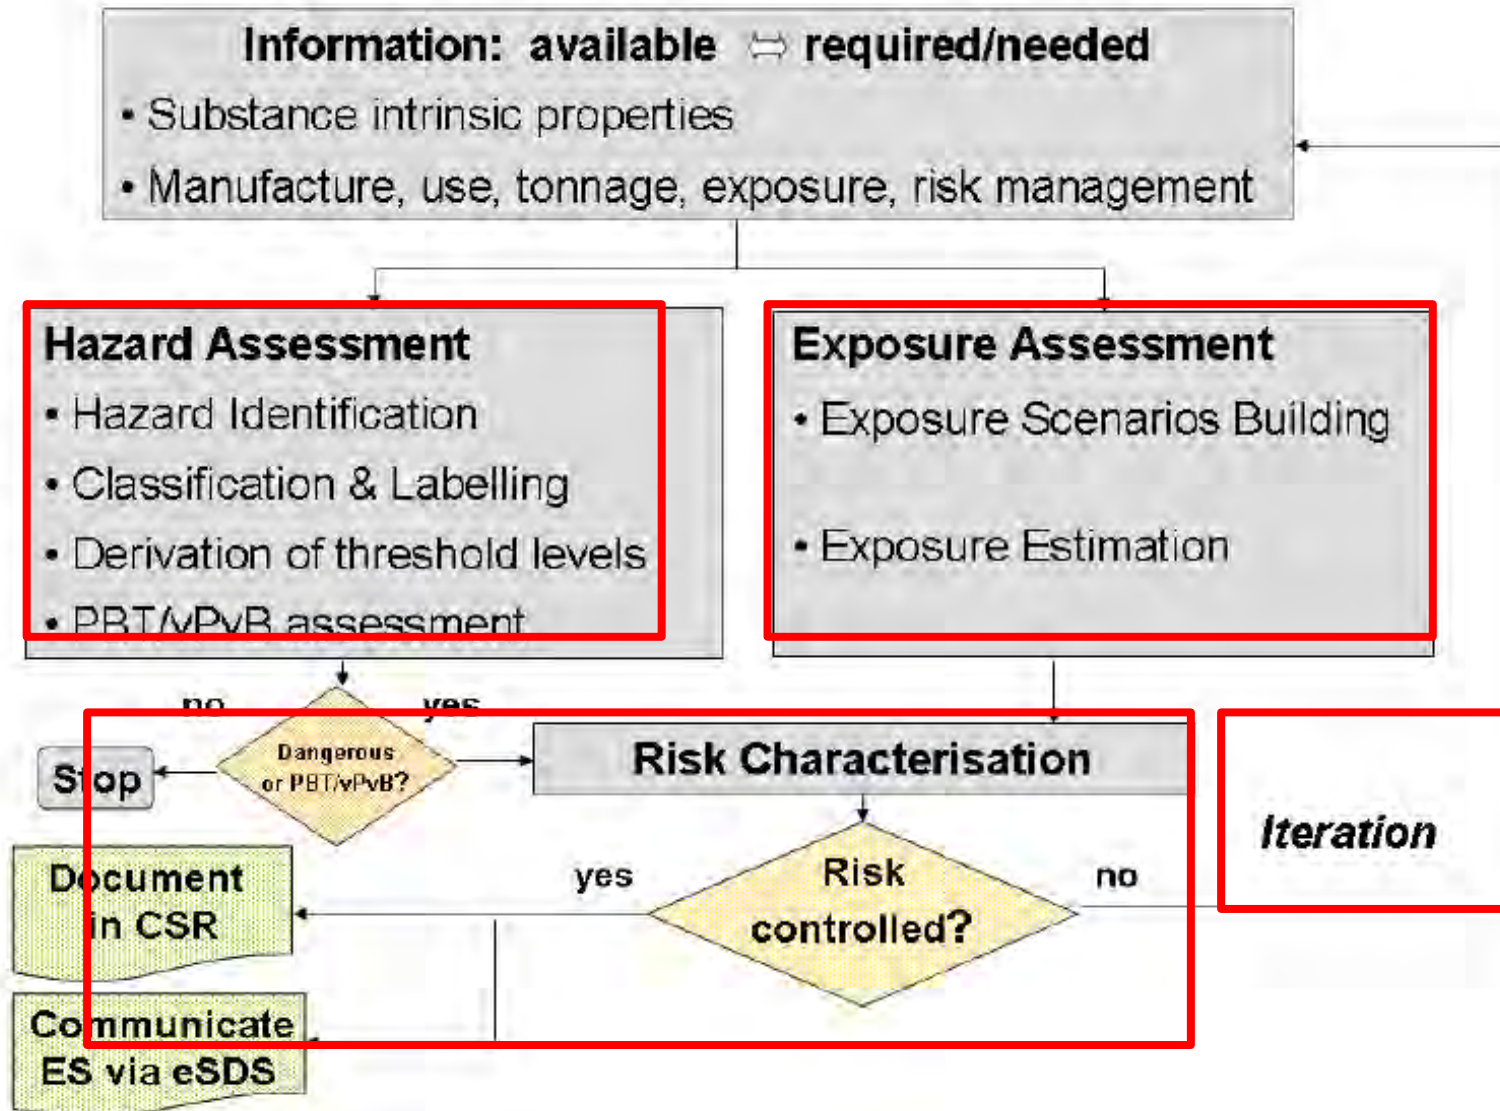 Information: available ⇔ required/needed
• Substance intrinsic properties
• Manufacture, use, tonnage, exposure, risk management
Hazard Assessment
• Hazard Identification
• Classification & Labelling
• Derivation of threshold levels
• PBT/vPvB assessment
Exposure Assessment
• Exposure Scenarios Building
• Exposure Estimation
no
yes
Dangerous
or PBT/vPvB?
Stop
Risk Characterisation
Iteration
Document
in CSR
yes
Risk
controlled?
no
Communicate
ES via eSDS